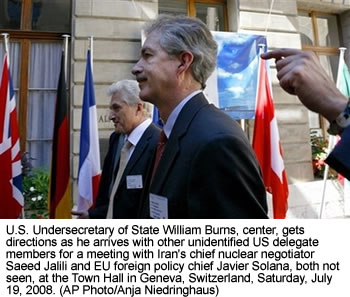 U.S. Undersecretary of State William Burns, center, gets
directions as he arrives with other unidentified US delegate
members for a meeting with Iran's chief nuclear negotiator
Saeed Jalili and EU foreign policy chief Javier Solana, both not
seen, at the Town Hall in Geneva, Switzerland, Saturday, July
19, 2008. (AP Photo/Anja Niedringhaus)